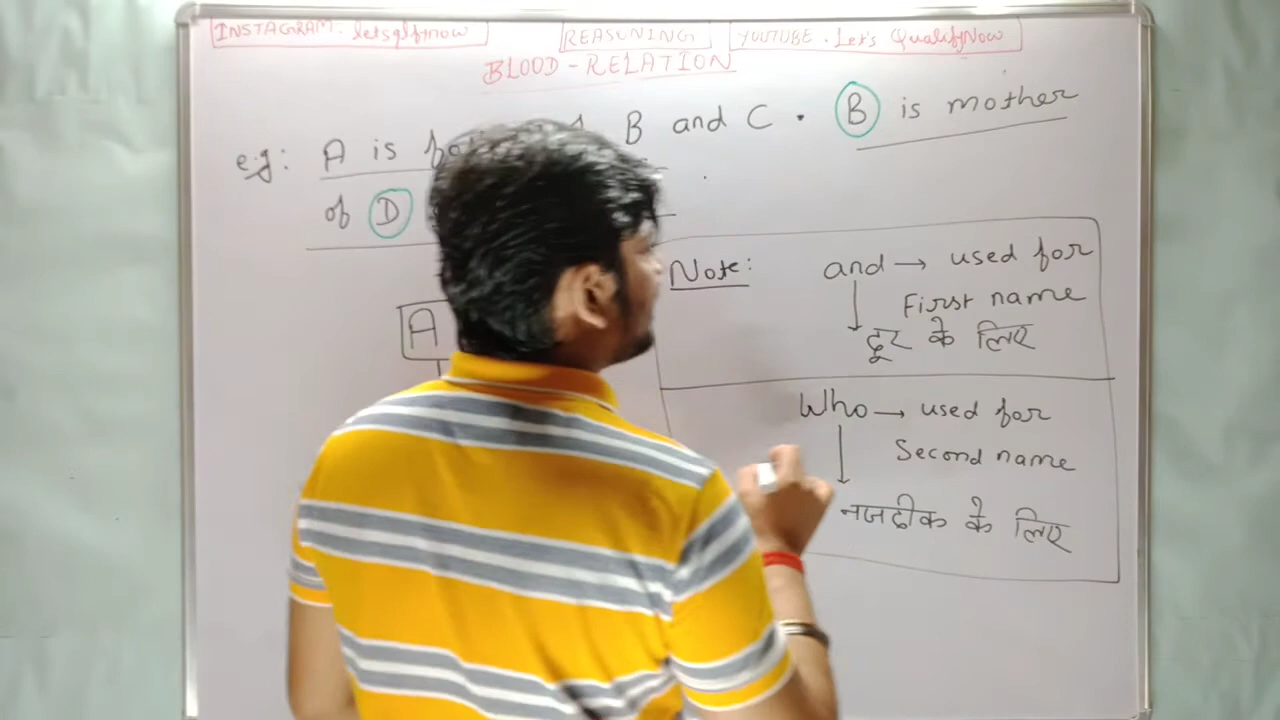 INSTAGRAM: letsqlfynow
REASONING
YOUTUBE. Let's QualifyNow
BLOOD-RELATION
e.g: A is B and C. B is mother
of D
Note: and → used for
First name
दूर के लिए
Who → used for
Second name
नजदीक के लिए
A